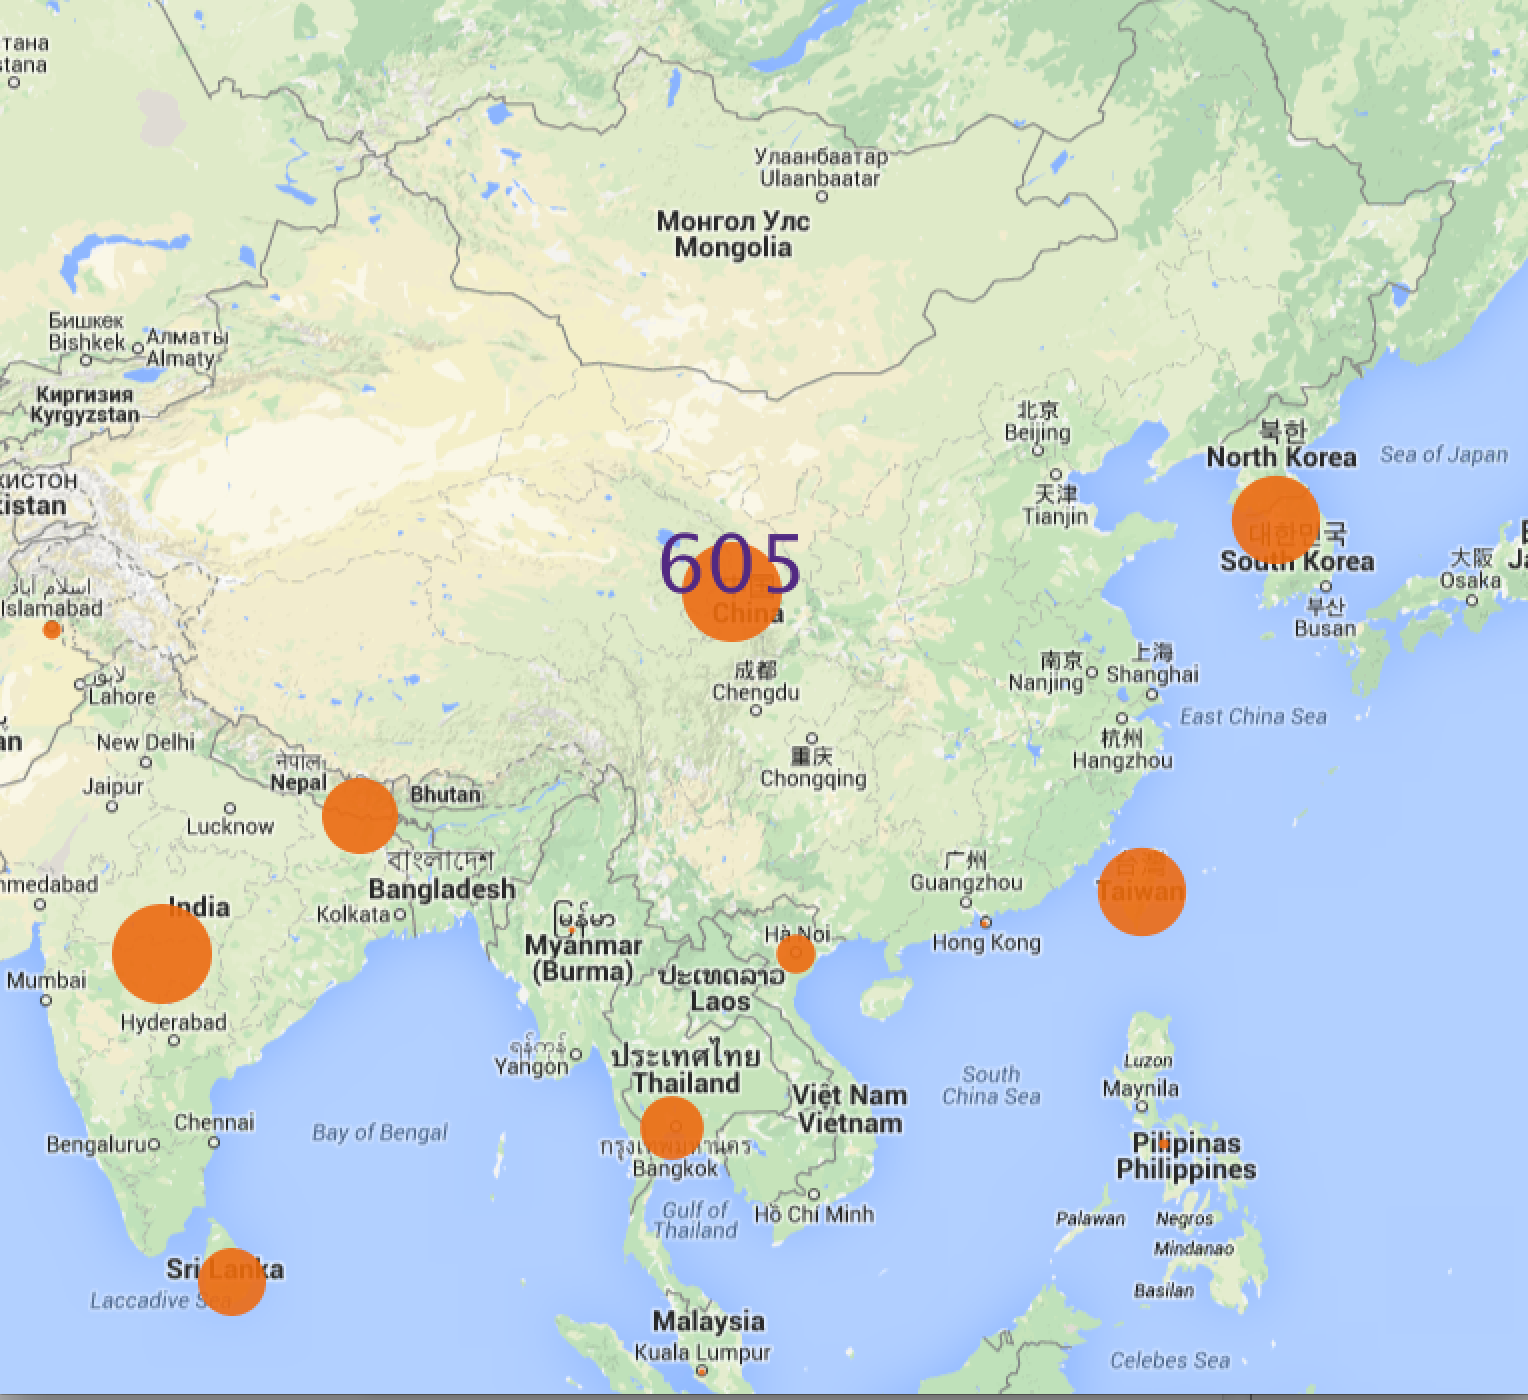 тана
stana
Улаанбаатар
Ulaanbaatar
Монгол Улс
Mongolia
Бишкек
Bishkek
Алматы
Almaty
Киргизия
Kyrgyzstan
北京
Beijing
북한
North Korea
Sea of Japan
кистон
kistan
天津
Tianjin
605
대한민국
South Korea
大阪
Osaka
Ja
اسلام آباد
Islamabad
China
부산
Busan
لاہور
Lahore
成都
Chengdu
南京
Nanjing
上海
Shanghai
East China Sea
an
New Delhi
杭州
Hangzhou
नेपाल
Nepal
重庆
Chongqing
Jaipur
Bhutan
Lucknow
বাংলাদেশ
Bangladesh
广州
Guangzhou
台灣
Taiwan
hmedabad
India
Kolkata
မြန်မာ
Myanmar
(Burma)
Hà Nội
Hong Kong
Mumbai
ປະເທດລາວ
Laos
Hyderabad
ရန်ကုန်
Yangon
ประเทศไทย
Thailand
Việt Nam
Vietnam
South
China Sea
Luzon
Maynila
Chennai
Bengaluru
Bay of Bengal
กรุงเทพมหานคร
Bangkok
Pilipinas
Philippines
Gulf of
Thailand
Hồ Chí Minh
Palawan
Negros
Mindanao
Sri Lanka
Laccadive Sea
Basilan
Malaysia
Kuala Lumpur
Celebes Sea